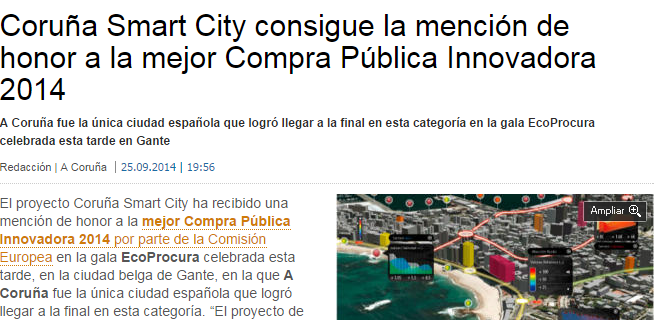 Coruña Smart City consigue la mención de
honor a la mejor Compra Pública Innovadora
2014
A Coruña fue la única ciudad española que logró llegar a la final en esta categoría en la gala EcoProcura
celebrada esta tarde en Gante
Redacción | A Coruña | 25.09.2014 | 19:56
El proyecto Coruña Smart City ha recibido una
mención de honor a la mejor Compra Pública
Innovadora 2014 por parte de la Comisión
Europea en la gala EcoProcura celebrada esta
tarde, en la ciudad belga de Gante, en la que A
Coruña fue la única ciudad española que logró
llegar a la final en esta categoría. “El proyecto de
Ampliar